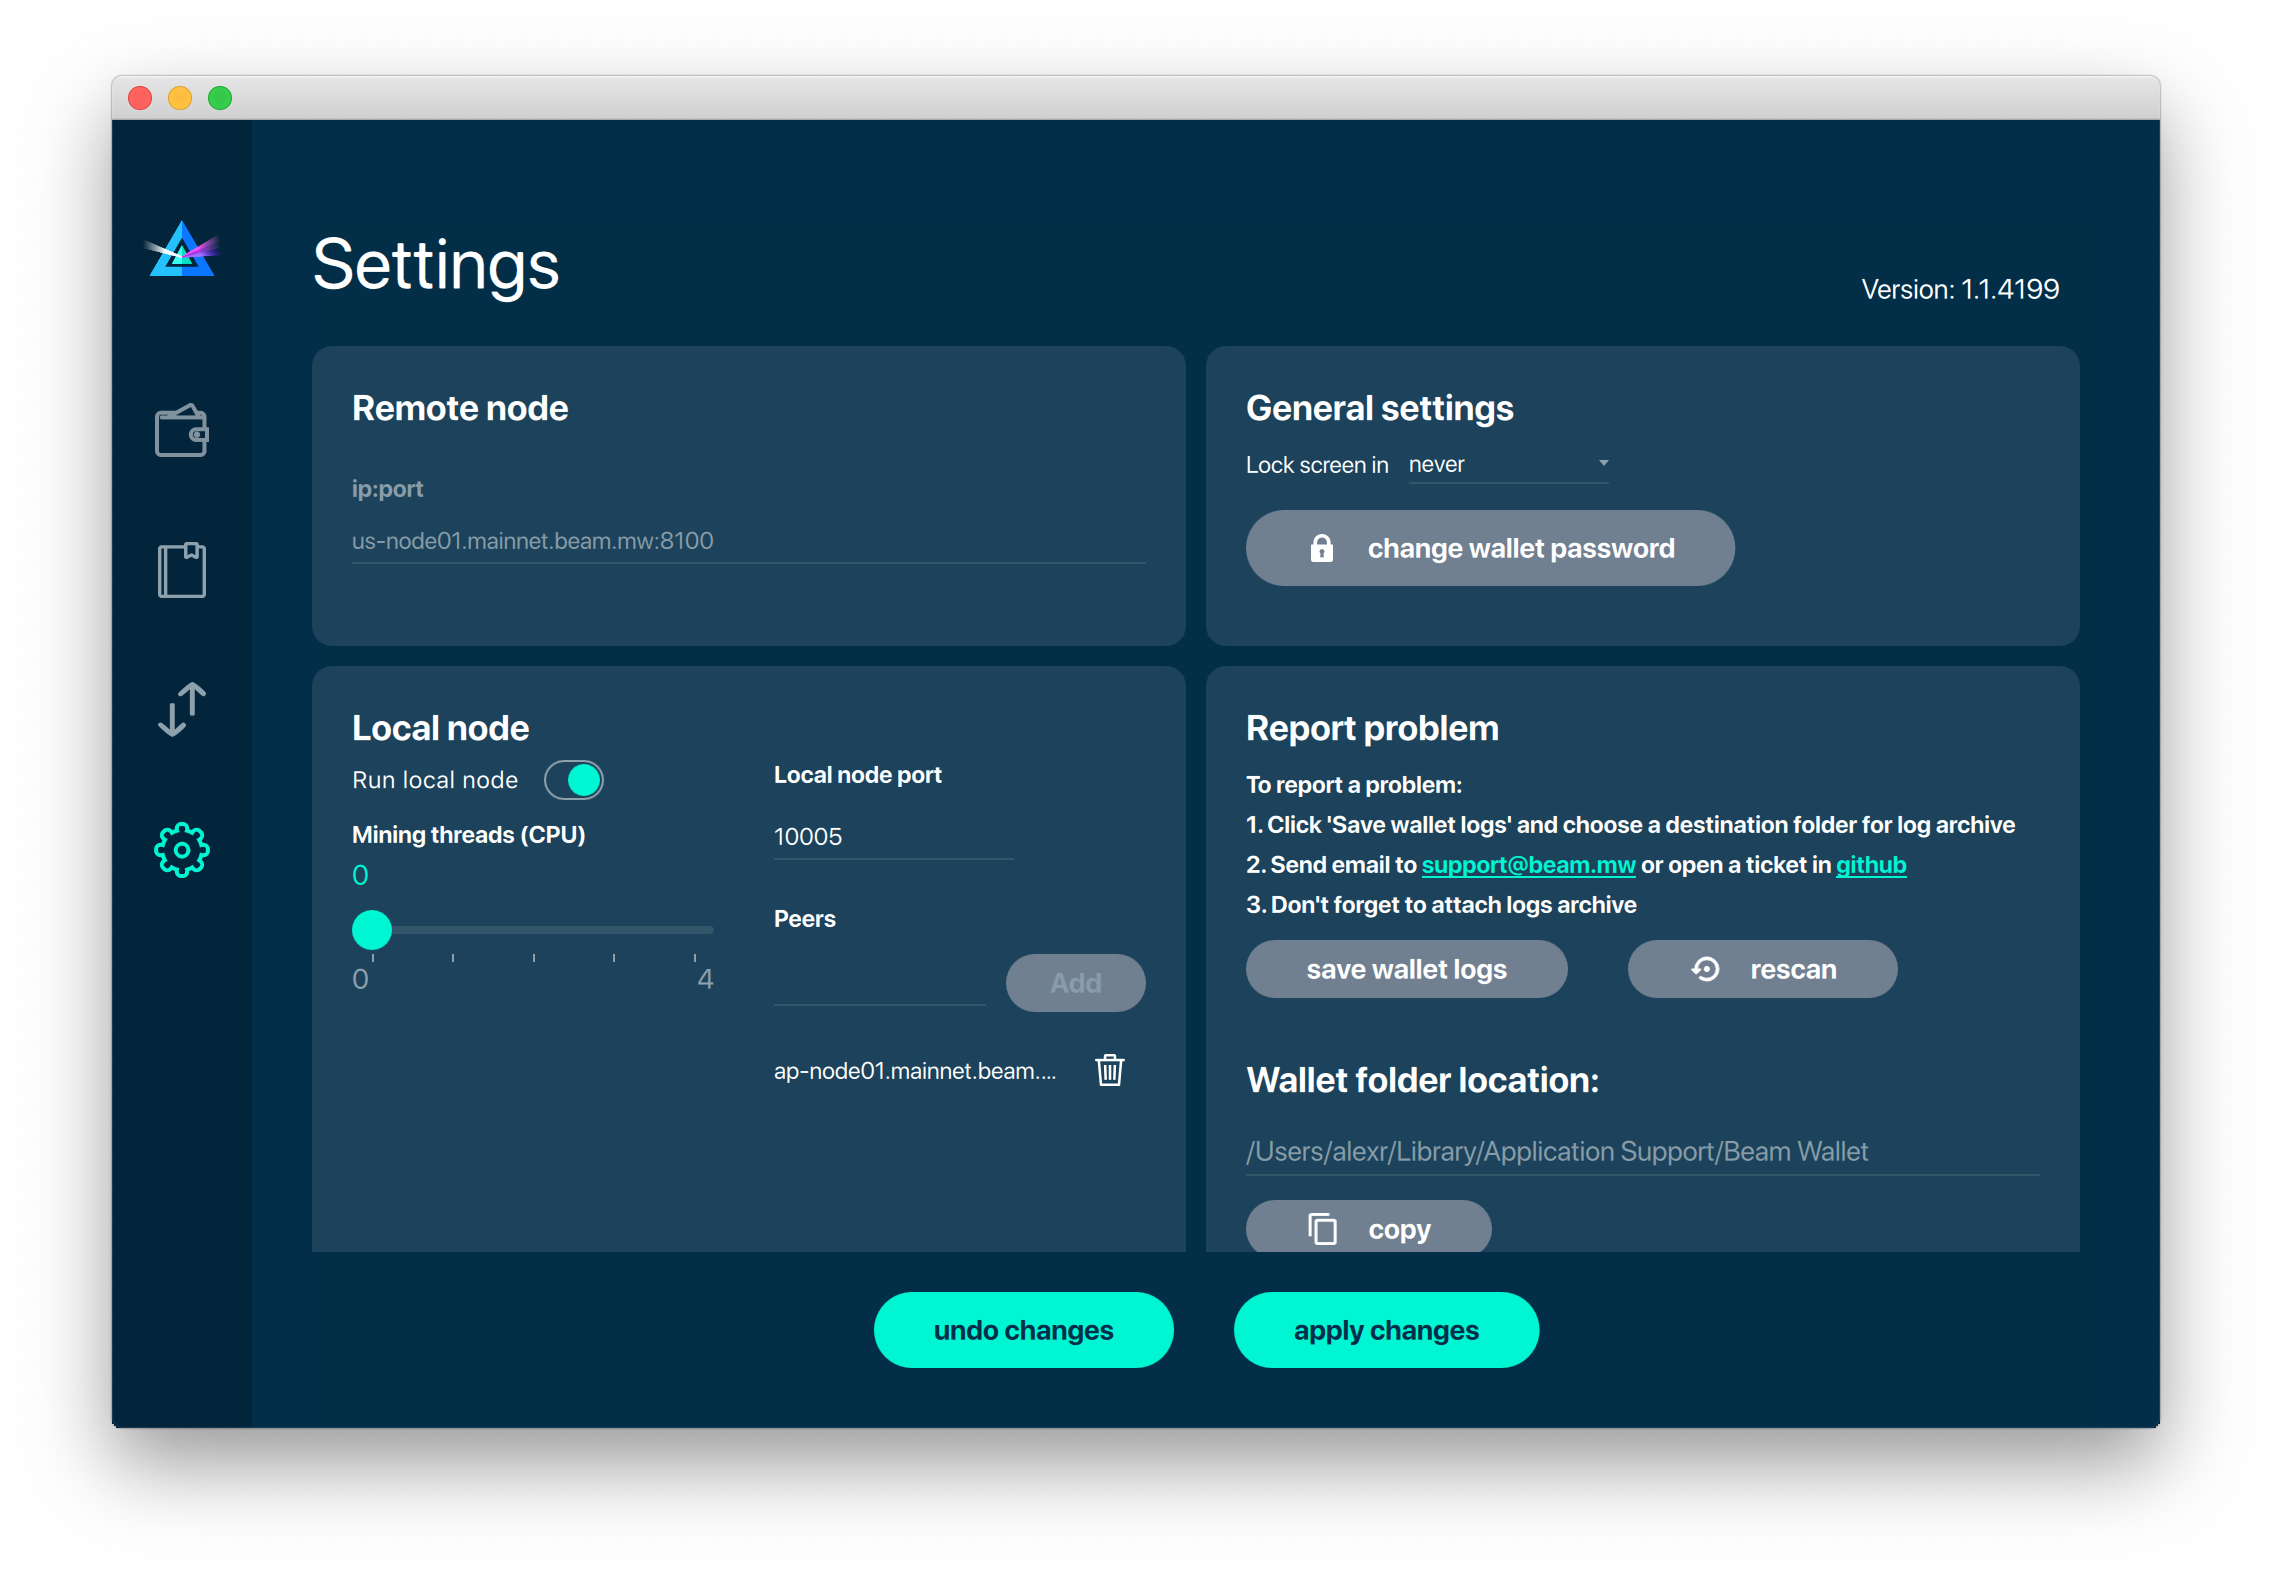 Settings
Version: 1.1.4199
Remote node
ip:port
us-node01.mainnet.beam.mw:8100
General settings
Lock screen in never
change wallet password
Local node
Run local node
Mining threads (CPU)
0
0 4
Local node port
10005
Peers
Add
ap-node01.mainnet.beam....
Report problem
To report a problem:
1. Click 'Save wallet logs' and choose a destination folder for log archive
2. Send email to support@beam.mw or open a ticket in github
3. Don't forget to attach logs archive
save wallet logs
rescan
Wallet folder location:
/Users/alexr/Library/Application Support/Beam Wallet
copy
undo changes
apply changes